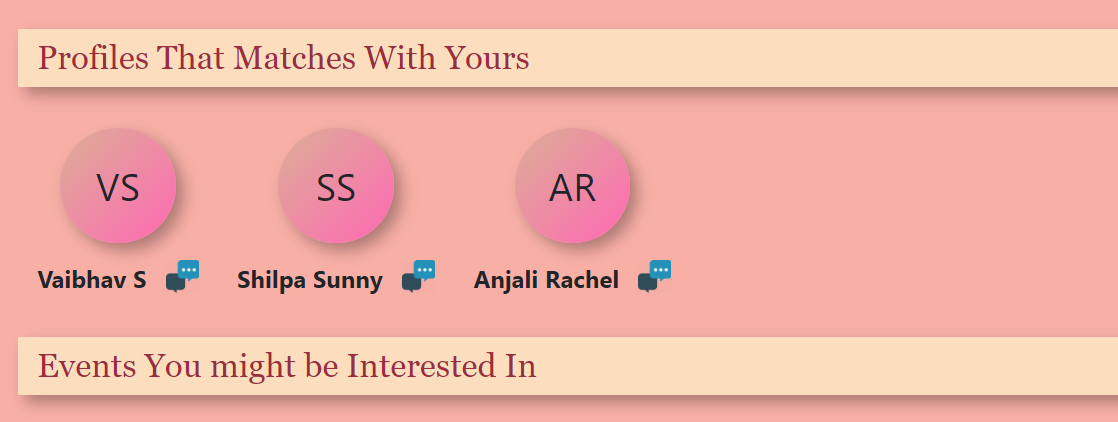 Profiles That Matches With Yours
VS SS AR
Vaibhav S Shilpa Sunny Anjali Rachel
Events You might be Interested In